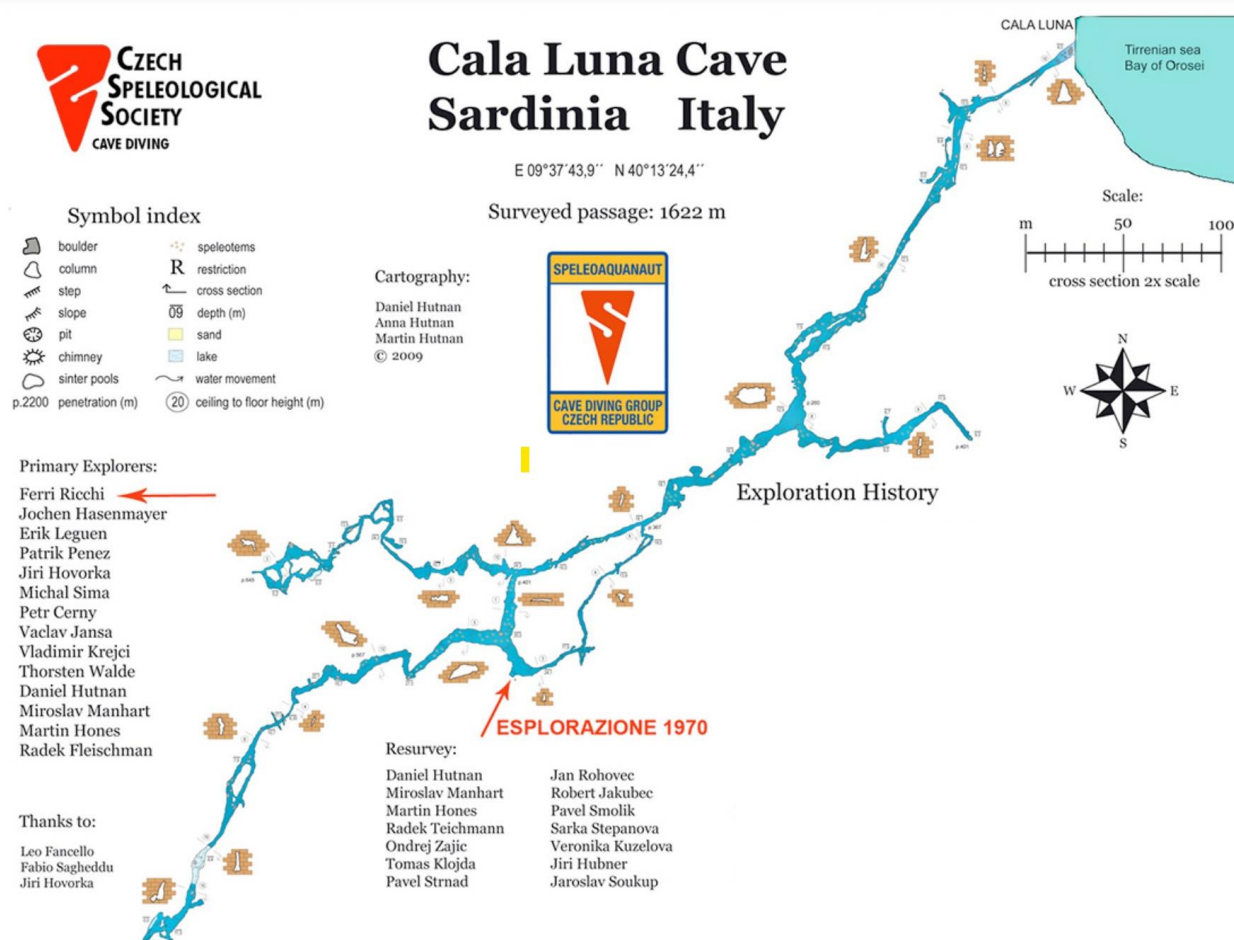 CZECH
SPELEOLOGICAL
SOCIETY
CAVE DIVING
Cala Luna Cave
Sardinia Italy
E 09°37´43,9´´ N 40°13´24,4´´
Surveyed passage: 1622 m
CALA LUNA
Tirrenian sea
Bay of Orosei
Scale:
m 50 100
cross section 2x scale
N
W E
S
Symbol index
boulder
column
step
slope
pit
chimney
sinter pools
p.2200 penetration (m)
speleotems
R restriction
cross section
09 depth (m)
sand
lake
water movement
20 ceiling to floor height (m)
Cartography:
Daniel Hutnan
Anna Hutnan
Martin Hutnan
© 2009
SPELEOAQUANAUT
CAVE DIVING GROUP
CZECH REPUBLIC
Primary Explorers:
Ferri Ricchi
Jochen Hasenmayer
Erik Leguen
Patrik Penez
Jiri Hovorka
Michal Sima
Petr Cerny
Vaclav Jansa
Vladimir Krejci
Thorsten Walde
Daniel Hutnan
Miroslav Manhart
Martin Hones
Radek Fleischman
Thanks to:
Leo Fancello
Fabio Sagheddu
Jiri Hovorka
Exploration History
ESPLORAZIONE 1970
Resurvey:
Daniel Hutnan
Miroslav Manhart
Martin Hones
Radek Teichmann
Ondrej Zajic
Tomas Klojda
Pavel Strnad
Jan Rohovec
Robert Jakubec
Pavel Smolik
Sarka Stepanova
Veronika Kuzelova
Jiri Hubner
Jaroslav Soukup